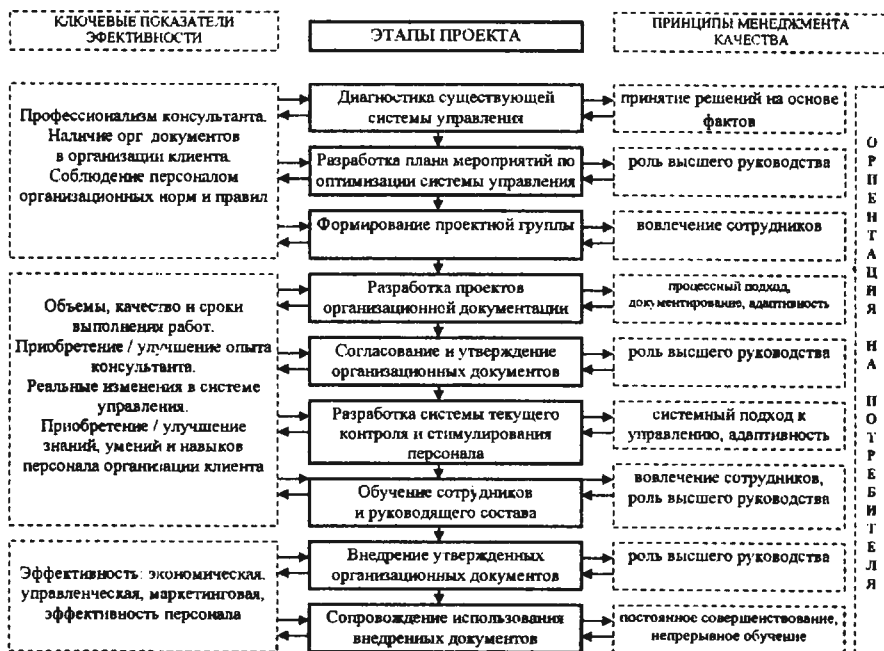 КЛЮЧЕВЫЕ ПОКАЗАТЕЛИ
ЭФЕКТИВНОСТИ
ЭТАПЫ ПРОЕКТА
ПРИНЦИПЫ МЕНЕДЖМЕНТА
КАЧЕСТВА
Профессионализм консультанта.
Наличие орг документов
в организации клиента.
Соблюдение персоналом
организационных норм и правил
Объемы, качество и сроки
выполнения работ.
Приобретение / улучшение опыта
консультанта.
Реальные изменения в системе
управления.
Приобретение / улучшение
знаний, умений и навыков
персонала организации клиента
Эффективность: экономическая,
управленческая, маркетинговая,
эффективность персонала
Диагностика существующей
системы управления
Разработка плана мероприятий по
оптимизации системы управления
Формирование проектной группы
Разработка проектов
организационной документации
Согласование и утверждение
организационных документов
Разработка системы текущего
контроля и стимулирования
персонала
Обучение сотрудников
и руководящего состава
Внедрение утвержденных
организационных документов
Сопровождение использования
внедренных документов
принятие решений на основе
фактов
роль высшего руководства
вовлечение сотрудников
процессный подход,
документирование, адаптивность
роль высшего руководства
системный подход к
управлению, адаптивность
вовлечение сотрудников,
роль высшего руководства
роль высшего руководства
постоянное совершенствование,
непрерывное обучение
ОРИЕНТАЦИЯ НА ПОТРЕБИТЕЛЯ